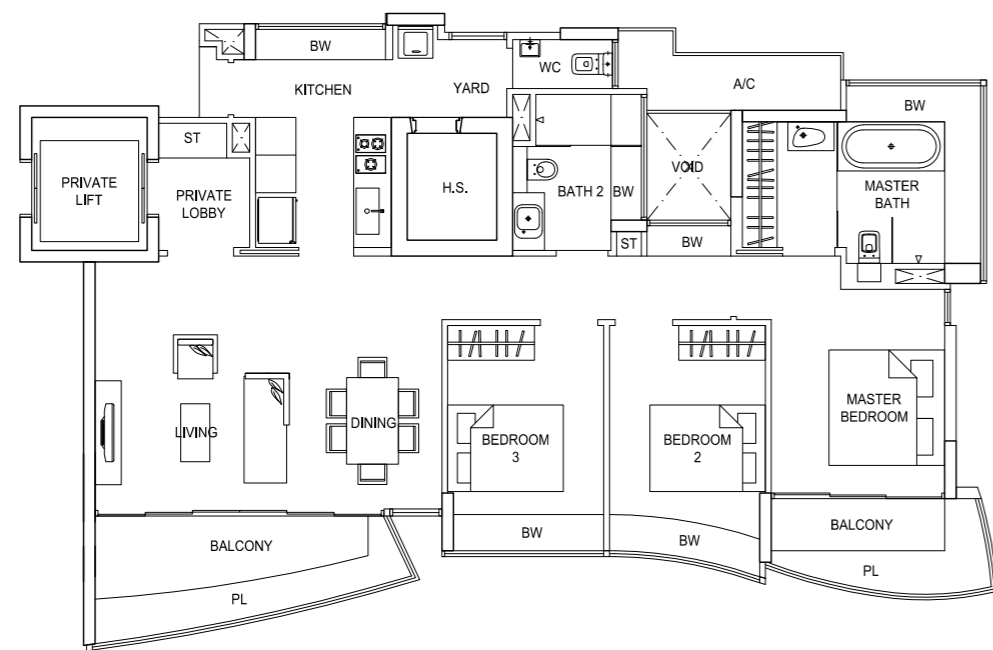 BW
KITCHEN
YARD
WC
A/C
BW
ST
PRIVATE
LIFT
PRIVATE
LOBBY
H.S.
BATH 2
BW
VOID
MASTER
BATH
ST
BW
LIVING
DINING
BEDROOM
3
BEDROOM
2
MASTER
BEDROOM
BALCONY
PL
BW
BW
BALCONY
PL